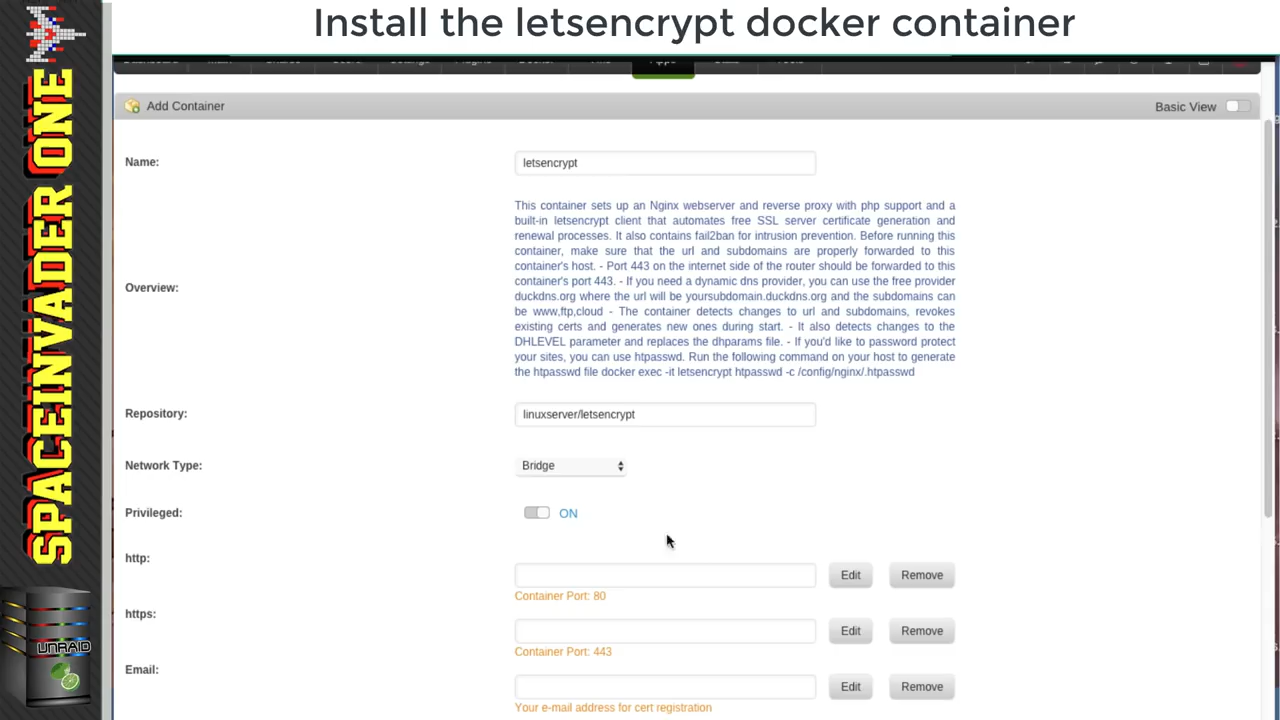 Install the letsencrypt docker container
SPACEINVADER ONE
UNRAID
Apps
Add Container
Basic View
Name:
letsencrypt
This container sets up an Nginx webserver and reverse proxy with php support and a
built-in letsencrypt client that automates free SSL server certificate generation and
renewal processes. It also contains fail2ban for intrusion prevention. Before running this
container, make sure that the url and subdomains are properly forwarded to this
container's host. - Port 443 on the internet side of the router should be forwarded to this
container's port 443. - If you need a dynamic dns provider, you can use the free provider
duckdns.org where the url will be yoursubdomain.duckdns.org and the subdomains can
be www,ftp,cloud - The container detects changes to url and subdomains, revokes
existing certs and generates new ones during start. - It also detects changes to the
DHLEVEL parameter and replaces the dhparams file. - If you'd like to password protect
your sites, you can use htpasswd. Run the following command on your host to generate
the htpasswd file docker exec -it letsencrypt htpasswd -c /config/nginx/.htpasswd
Overview:
Repository:
linuxserver/letsencrypt
Network Type:
Bridge
Privileged:
ON
http:
Edit
Remove
Container Port: 80
https:
Edit
Remove
Container Port: 443
Email:
Edit
Remove
Your e-mail address for cert registration